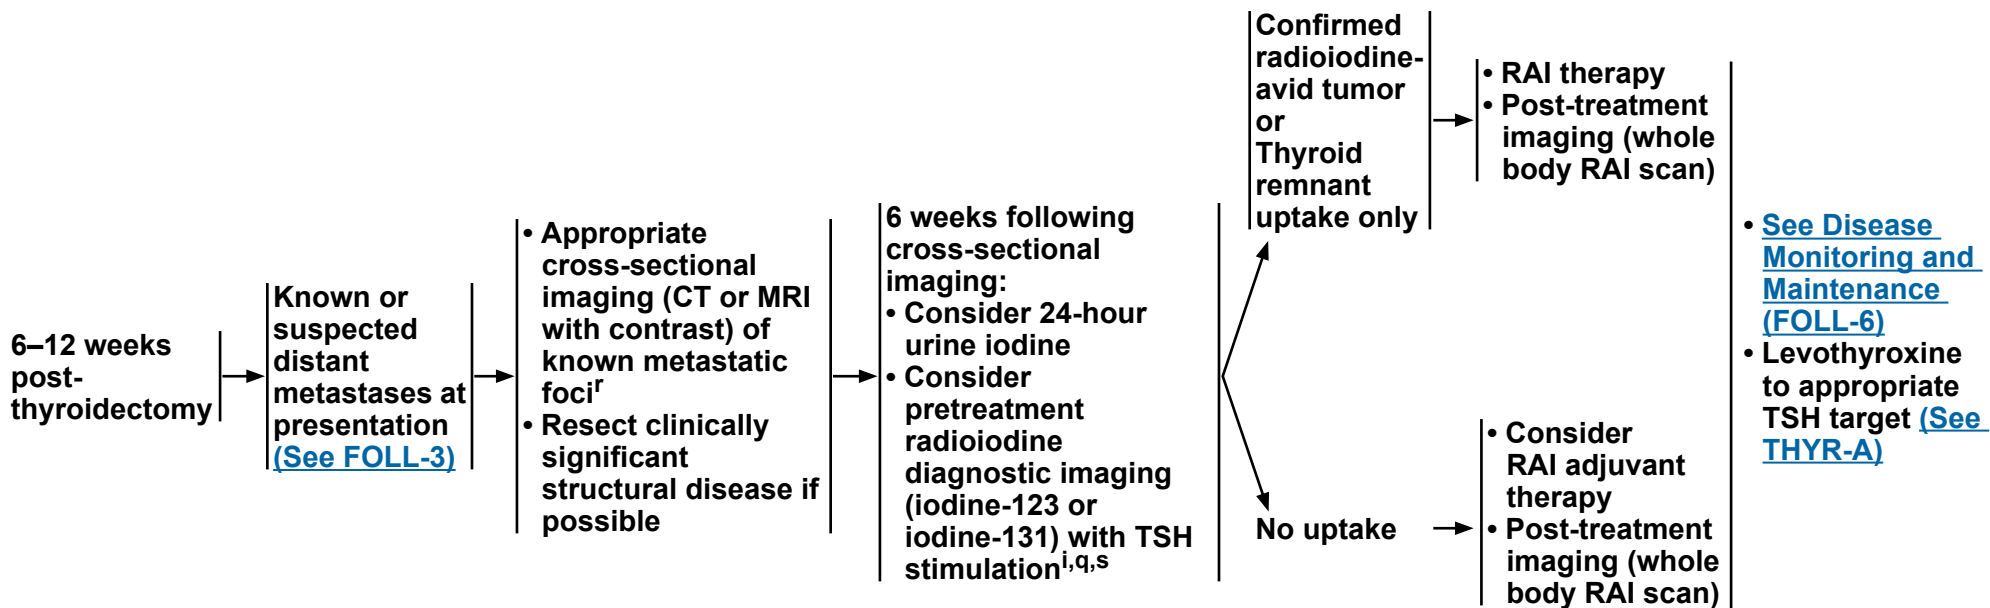 6–12 weeks
post-
thyroidectomy
Known or
suspected
distant
metastases at
presentation
(See FOLL-3)
• Appropriate
cross-sectional
imaging (CT or MRI
with contrast) of
known metastatic
foci^r
• Resect clinically
significant
structural disease if
possible
6 weeks following
cross-sectional
imaging:
• Consider 24-hour
urine iodine
• Consider
pretreatment
radioiodine
diagnostic imaging
(iodine-123 or
iodine-131) with TSH
stimulation^i,q,s
Confirmed
radioiodine-
avid tumor
or
Thyroid
remnant
uptake only
• RAI therapy
• Post-treatment
imaging (whole
body RAI scan)
No uptake
• Consider
RAI adjuvant
therapy
• Post-treatment
imaging (whole
body RAI scan)
• See Disease
Monitoring and
Maintenance
(FOLL-6)
• Levothyroxine
to appropriate
TSH target (See
THYR-A)